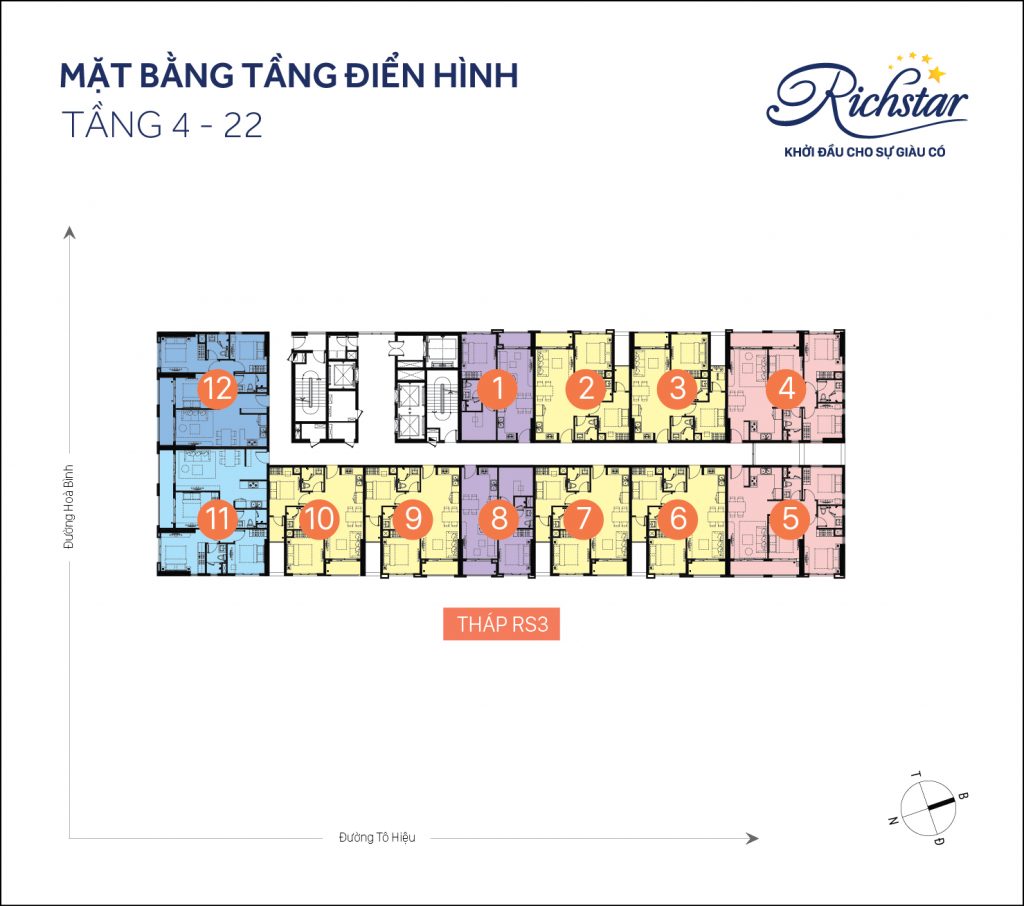 MẶT BẰNG TẦNG ĐIỂN HÌNH
TẦNG 4 - 22
Richstar
KHỞI ĐẦU CHO SỰ GIÀU CÓ
12
1
2
3
4
11
10
9
8
7
6
5
THÁP RS3
Đường Hoà Bình
Đường Tô Hiệu
T
B
N
Đ